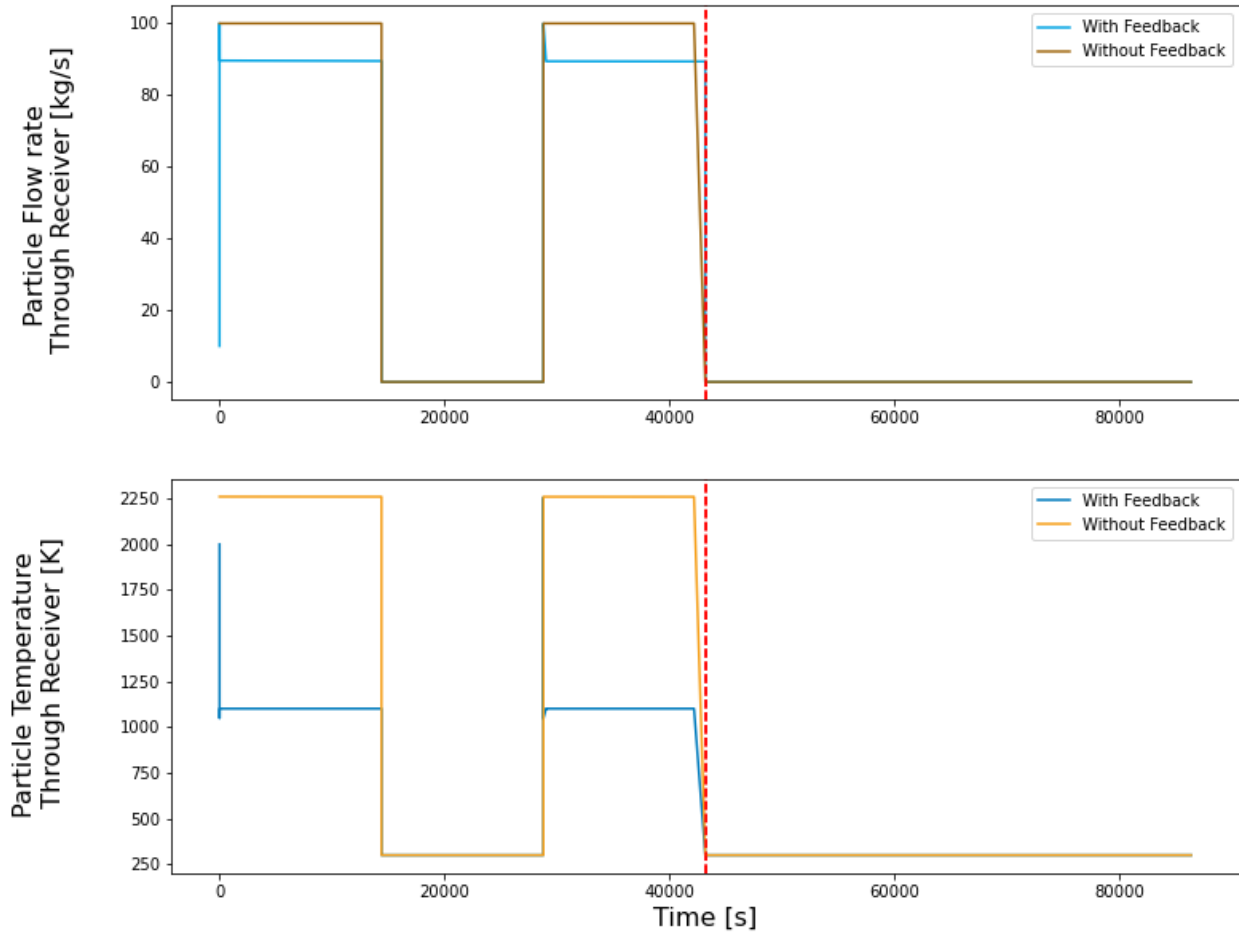 Particle Flow rate
Through Receiver [kg/s]
100
80
60
40
20
0
With Feedback
Without Feedback
0
20000
40000
60000
80000
Particle Temperature
Through Receiver [K]
2250
2000
1750
1500
1250
1000
750
500
250
With Feedback
Without Feedback
0
20000
40000
60000
80000
Time [s]